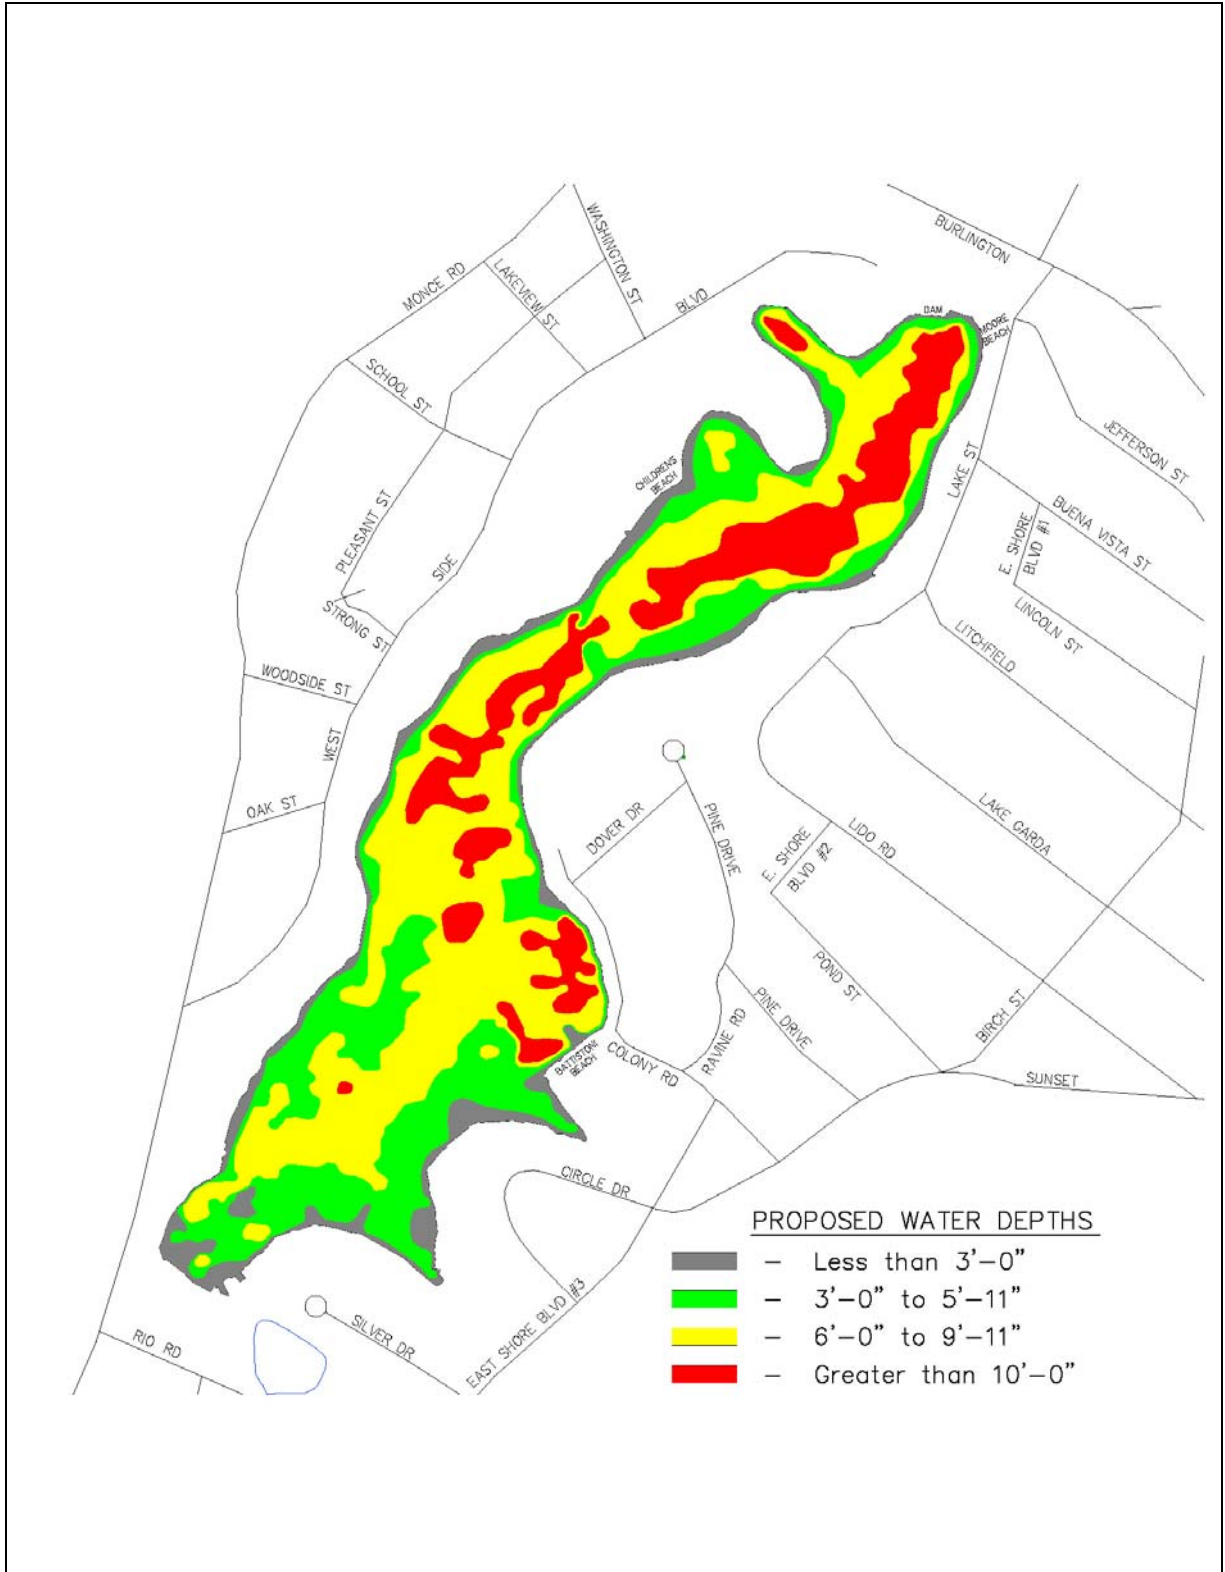 WASHINGTON ST
BURLINGTON
MONCE RD
LAKEVIEW ST
BLVD
DAM
MOORE
BEACH
SCHOOL ST
JEFFERSON ST
CHILDRENS
BEACH
LAKE ST
BUENA VISTA ST
E. SHORE
BLVD #1
PLEASANT ST
SIDE
STRONG ST
LINCOLN ST
LITCHFIELD
WOODSIDE ST
WEST
OAK ST
DOVER DR
PINE DRIVE
E. SHORE
BLVD #2
LIDO RD
LAKE GARDA
POND ST
PINE DRIVE
BIRCH ST
RAVINE RD
BATTISTONI
BEACH
COLONY RD
SUNSET
CIRCLE DR
EAST SHORE BLVD #3
SILVER DR
RIO RD
PROPOSED WATER DEPTHS
– Less than 3'–0"
– 3'–0" to 5'–11"
– 6'–0" to 9'–11"
– Greater than 10'–0"